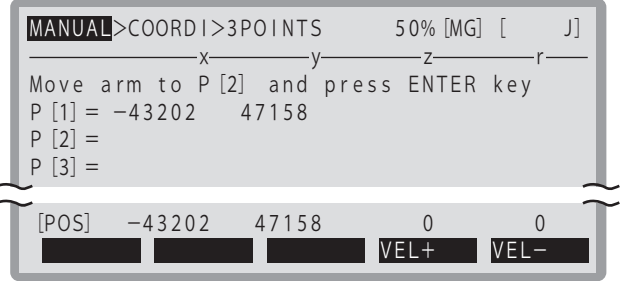 MANUAL>COORDI>3POINTS 50% [MG] [ J]
x y z r
Move arm to P [2] and press ENTER key
P [1] = −43202 47158
P [2] =
P [3] =
[POS] −43202 47158 0 0
VEL+ VEL−